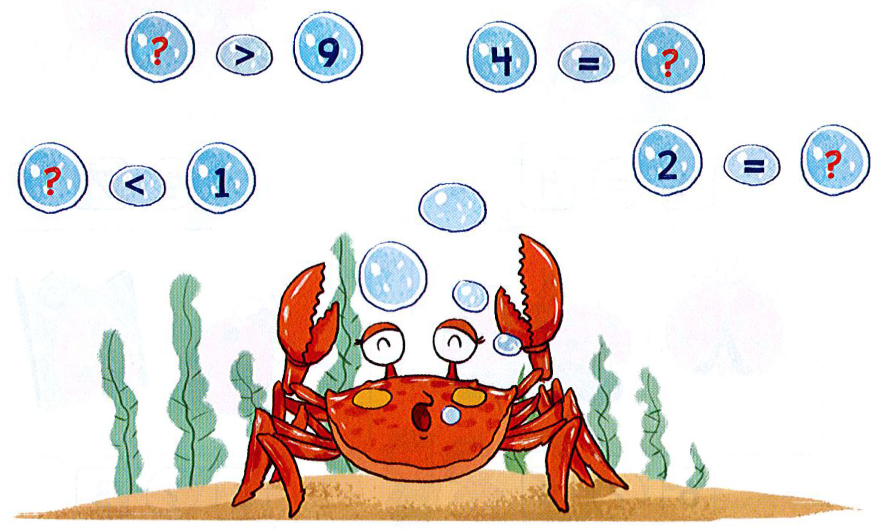 ? > 9
4 = ?
? < 1
2 = ?